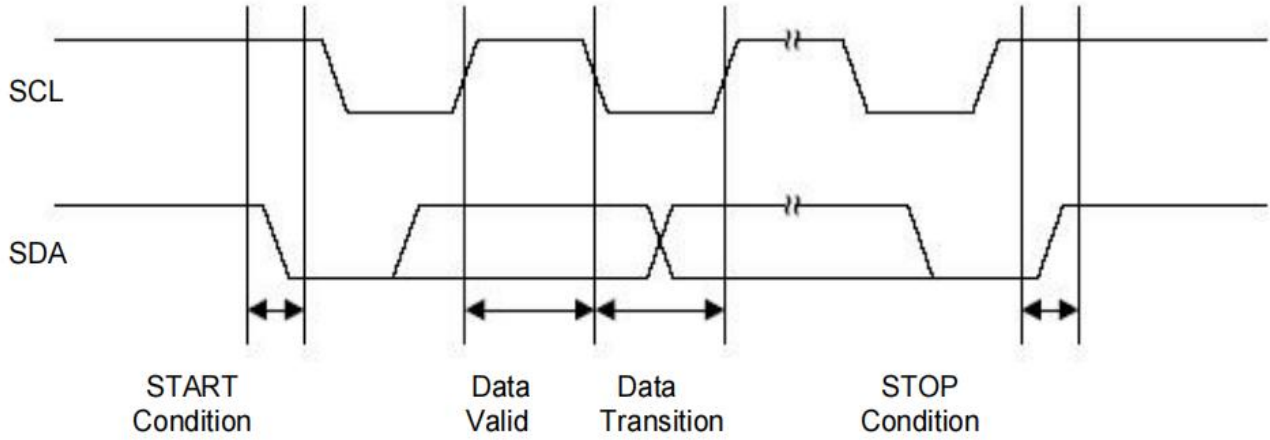 SCL
SDA
START Condition
Data Valid
Data Transition
STOP Condition